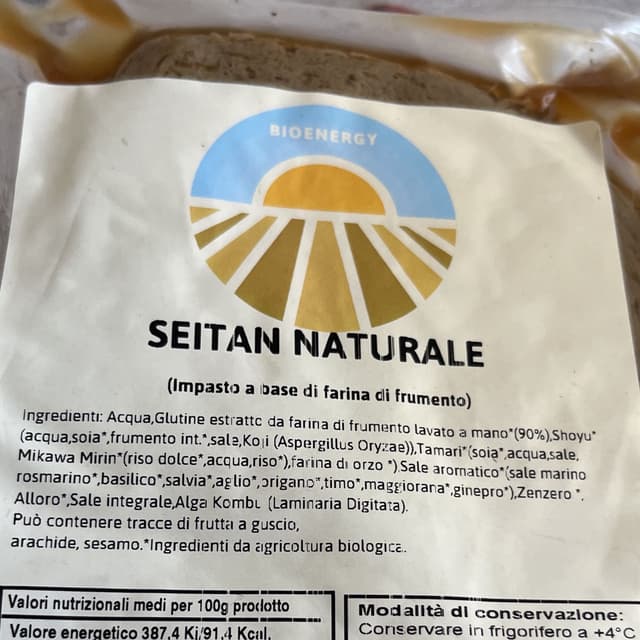 BIOENERGY
SEITAN NATURALE
(Impasto a base di farina di frumento)
Ingredienti: Acqua,Glutine estratto da farina di frumento lavato a mano*(90%),Shoyu*
(acqua,soia*,frumento int.*,sale,Koji (Aspergillus Oryzae)),Tamari*(soia*,acqua,sale,
Mikawa Mirin*(riso dolce*,acqua,riso*),farina di orzo *).Sale aromatico*(sale marino
rosmarino*,basilico*,salvia*,aglio*,origano*,timo*,maggiorana*,ginepro*),Zenzero *,
Alloro*,Sale integrale,Alga Kombu (Laminaria Digitata).
Può contenere tracce di frutta a guscio,
arachide, sesamo.*Ingredienti da agricoltura biologica.
Valori nutrizionali medi per 100g prodotto
Valore energetico 387,4 Kj/91,4 Kcal.
Modalità di conservazione:
Conservare in frigorifero a +4°C